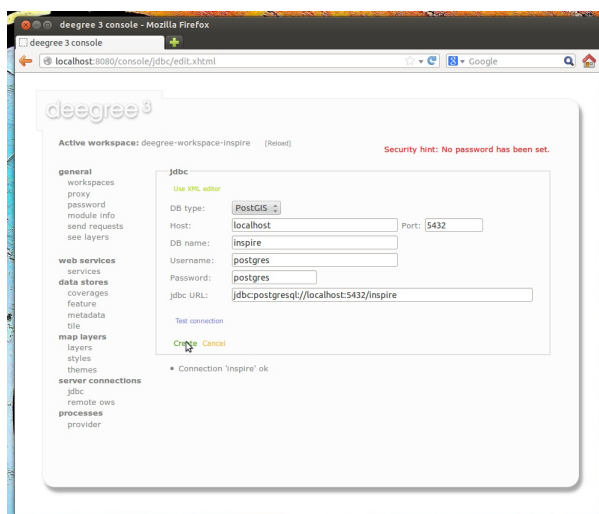 deegree 3 console - Mozilla Firefox
deegree 3 console
localhost:8080/console/jdbc/edit.xhtml
Google
deegree 3
Active workspace: deegree-workspace-inspire [Reload]
Security hint: No password has been set.
general
workspaces
proxy
password
module info
send requests
see layers
web services
services
data stores
coverages
feature
metadata
tile
map layers
layers
styles
themes
server connections
jdbc
remote ows
processes
provider
jdbc
Use XML editor
DB type: PostGIS
Host: localhost Port: 5432
DB name: inspire
Username: postgres
Password: postgres
jdbc URL: jdbc:postgresql://localhost:5432/inspire
Test connection
Create Cancel
• Connection 'inspire' ok